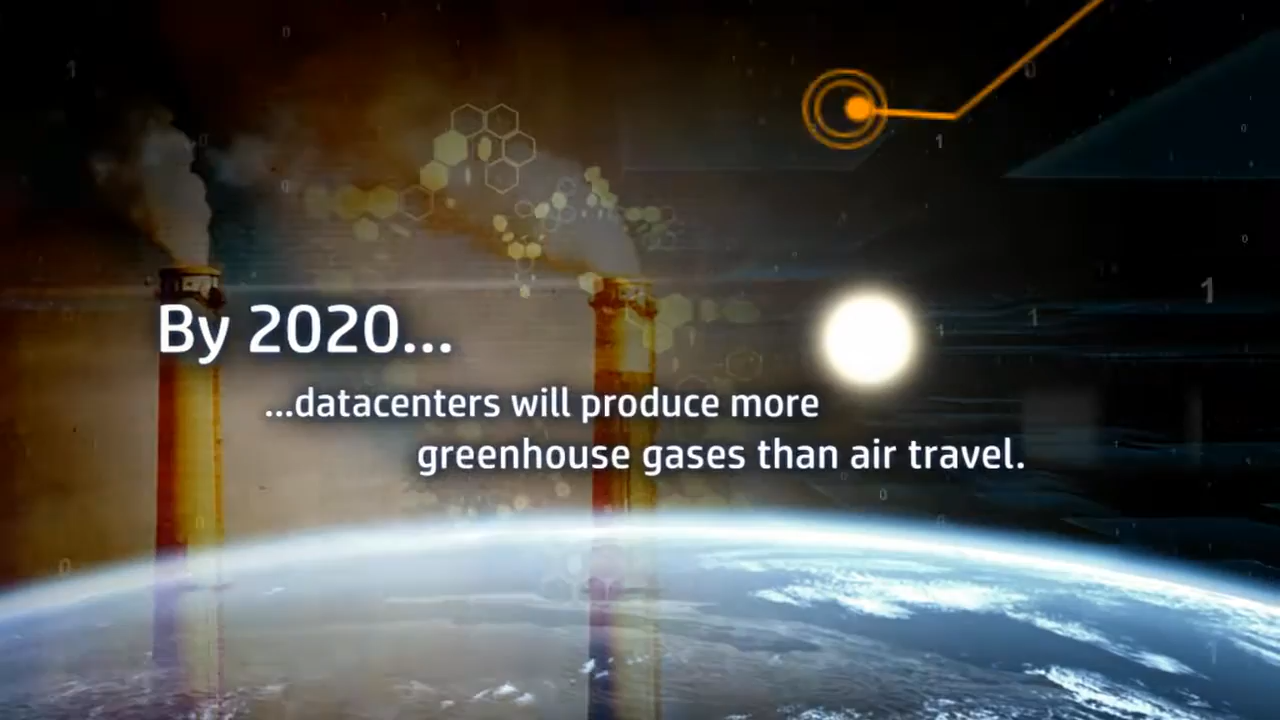 By 2020...
...datacenters will produce more
greenhouse gases than air travel.